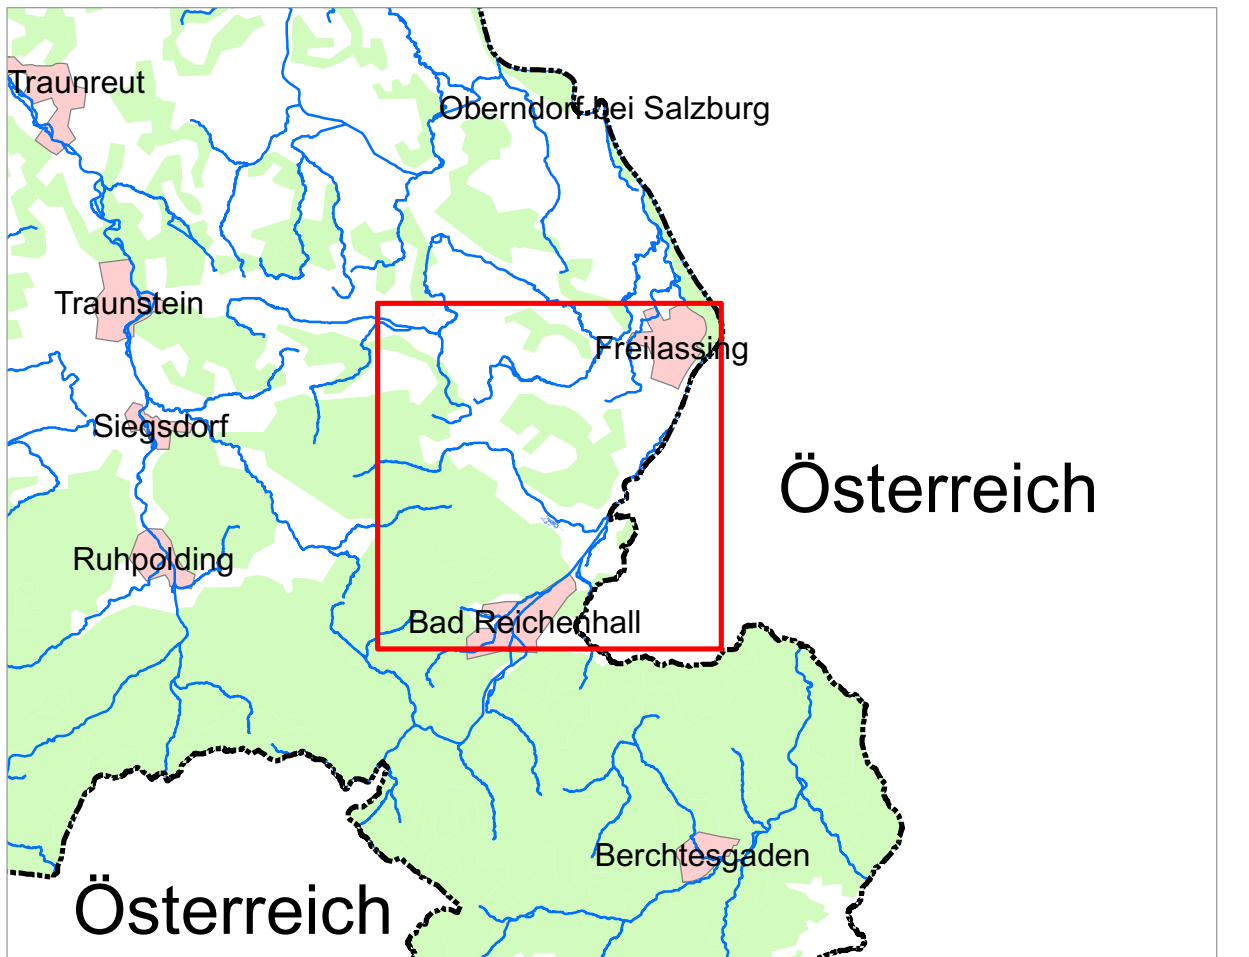 Traunreut
Oberndorf bei Salzburg
Traunstein
Freilassing
Siegsdorf
Österreich
Ruhpolding
Bad Reichenhall
Berchtesgaden
Österreich